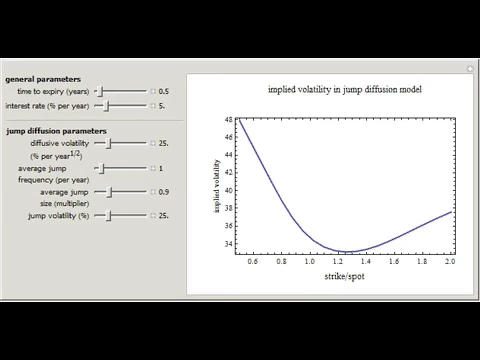 general parameters
time to expiry (years) 0.5
interest rate (% per year) 5.
jump diffusion parameters
diffusive volatility 25.
(% per year^1/2)
average jump 1
frequency (per year)
average jump 0.9
size (multiplier)
jump volatility (%) 25.
implied volatility in jump diffusion model
implied volatility
48
46
44
42
40
38
36
34
0.6 0.8 1.0 1.2 1.4 1.6 1.8 2.0
strike/spot